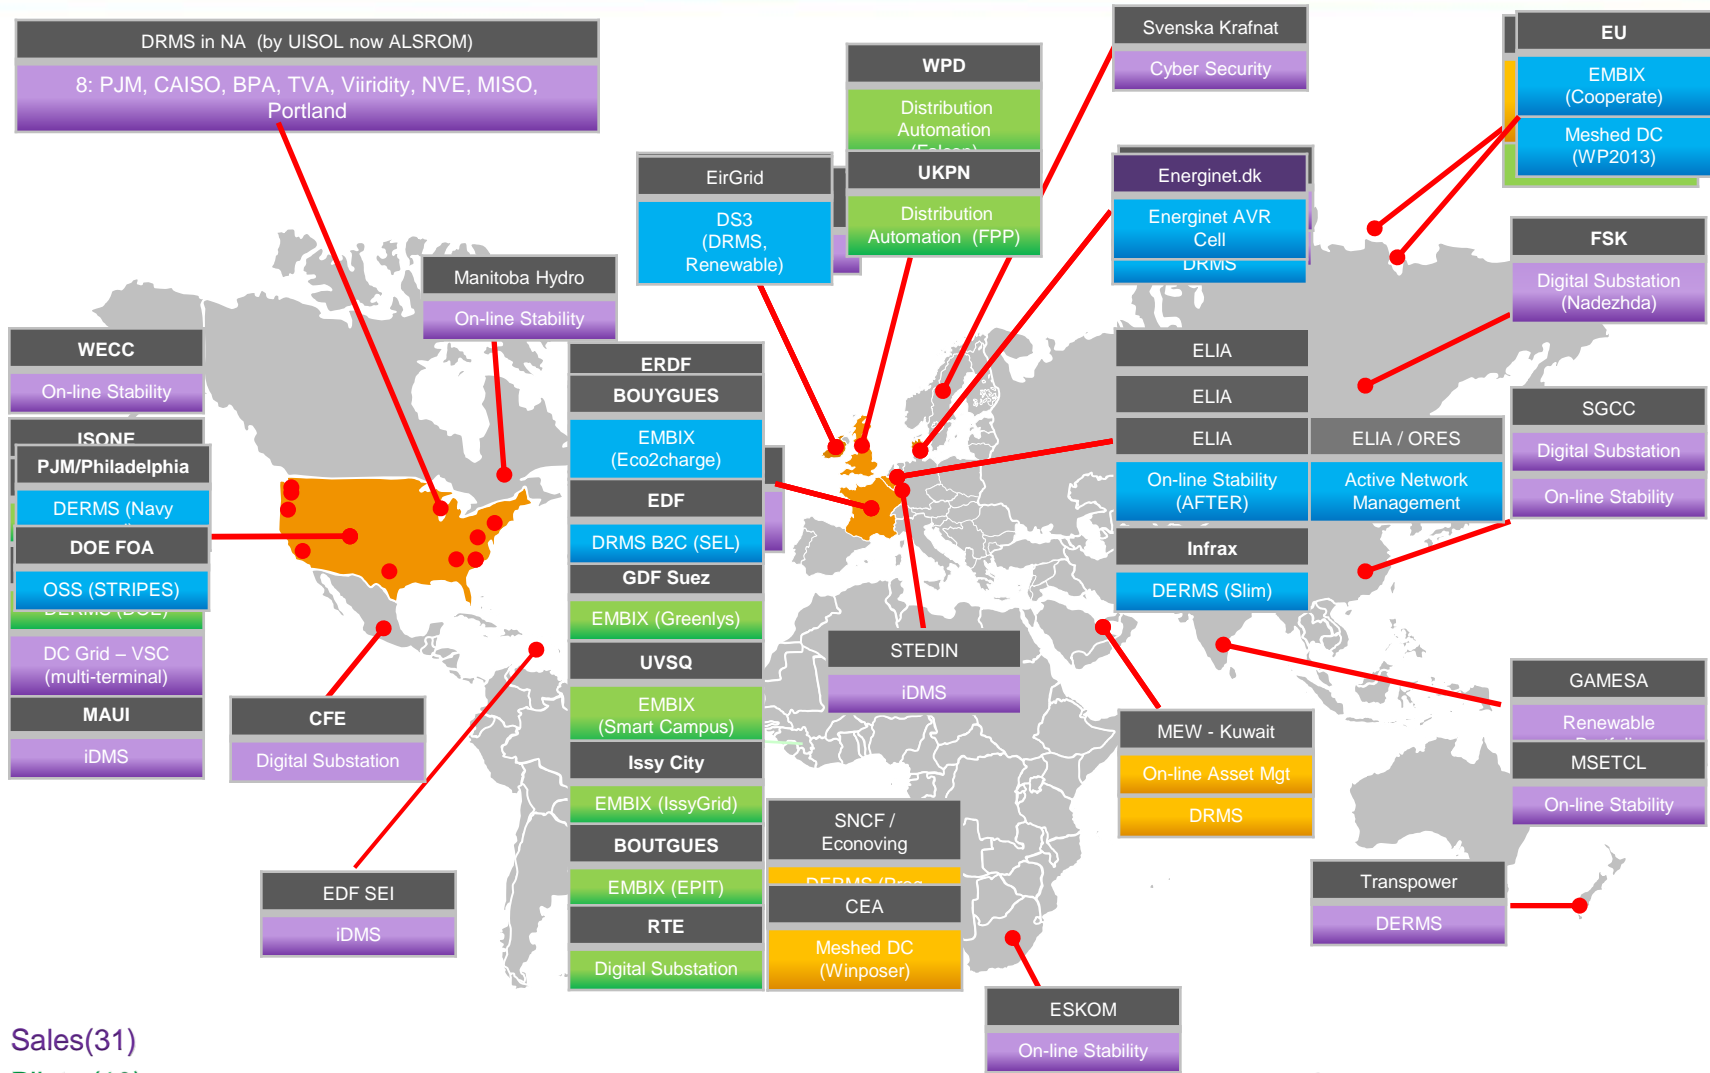 DRMS in NA  (by UISOL now ALSROM)
8: PJM, CAISO, BPA, TVA, Viiridity, NVE, MISO,
Portland
Svenska Krafnat
Cyber Security
WPD
Distribution
Automation
UKPN
Distribution
Automation  (FPP)
EU
EMBIX
(Cooperate)
Meshed DC
(WP2013)
EirGrid
DS3
(DRMS,
Renewable)
Energinet.dk
Energinet AVR
Cell
DRMS
FSK
Digital Substation
(Nadezhda)
Manitoba Hydro
On-line Stability
WECC
On-line Stability
ISONE
PJM/Philadelphia
DERMS (Navy
DOE FOA
OSS (STRIPES)
DERMS (DOE)
DC Grid – VSC
(multi-terminal)
MAUI
iDMS
ERDF
BOUYGUES
EMBIX
(Eco2charge)
EDF
DRMS B2C (SEL)
GDF Suez
EMBIX (Greenlys)
UVSQ
EMBIX
(Smart Campus)
Issy City
EMBIX (IssyGrid)
BOUTGUES
EMBIX (EPIT)
RTE
Digital Substation
ELIA
ELIA
ELIA
On-line Stability
(AFTER)
ELIA / ORES
Active Network
Management
Infrax
DERMS (Slim)
SGCC
Digital Substation
On-line Stability
STEDIN
iDMS
CFE
Digital Substation
MEW - Kuwait
On-line Asset Mgt
DRMS
GAMESA
Renewable
MSETCL
On-line Stability
SNCF /
Econoving
DERMS (Prog
CEA
Meshed DC
(Winposer)
EDF SEI
iDMS
Transpower
DERMS
ESKOM
On-line Stability
Sales(31)